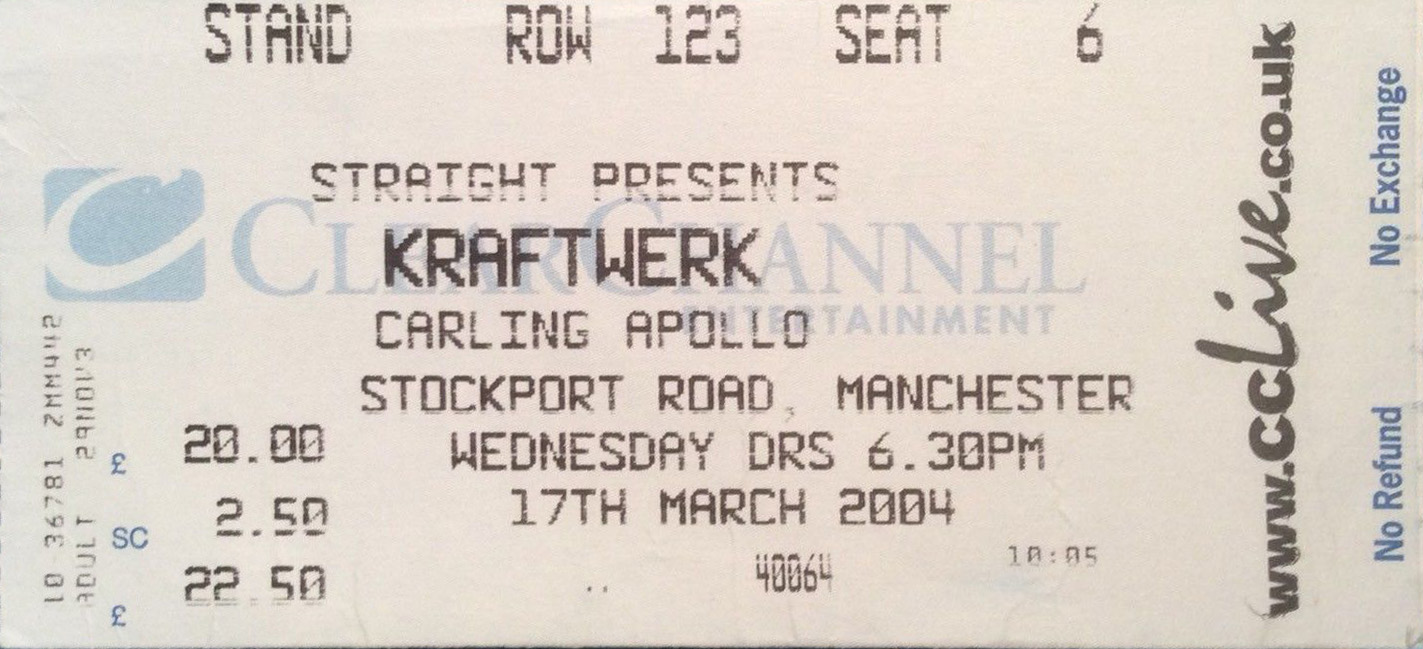 STAND ROW 123 SEAT 6
STRAIGHT PRESENTS
CLEARCHANNEL
KRAFTWERK
ENTERTAINMENT
CARLING APOLLO
STOCKPORT ROAD, MANCHESTER
£ 20.00 WEDNESDAY DRS 6.30PM
SC 2.50 17TH MARCH 2004
£ 22.50 40064 10:05
10 36781 ZMM442
ADULT 29NOV3
www.ccLive.co.uk
No Refund No Exchange